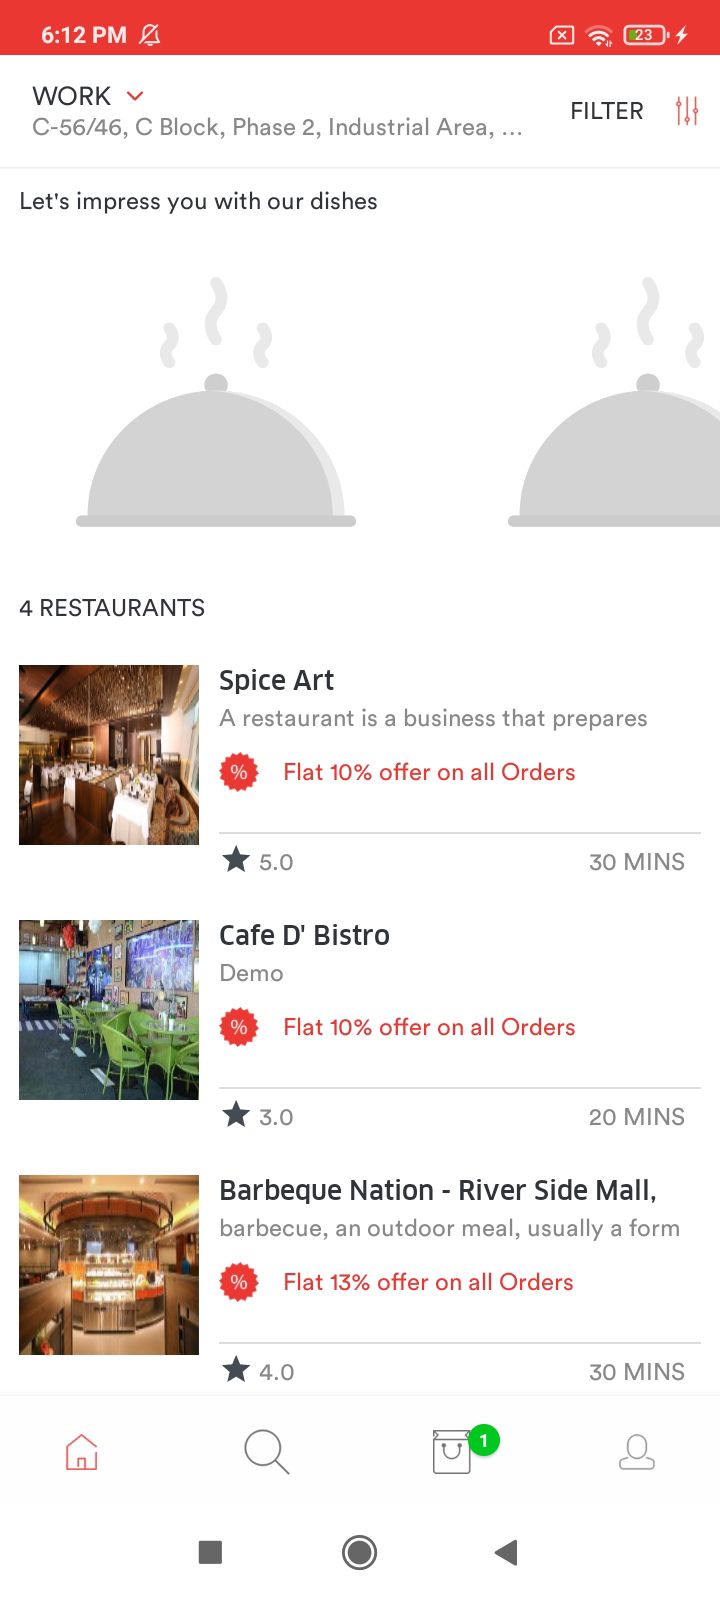 6:12 PM
23
WORK
C-56/46, C Block, Phase 2, Industrial Area, ...
FILTER
Let's impress you with our dishes
4 RESTAURANTS
Spice Art
A restaurant is a business that prepares
% Flat 10% offer on all Orders
5.0 30 MINS
Cafe D' Bistro
Demo
% Flat 10% offer on all Orders
3.0 20 MINS
Barbeque Nation - River Side Mall,
barbecue, an outdoor meal, usually a form
% Flat 13% offer on all Orders
4.0 30 MINS
1